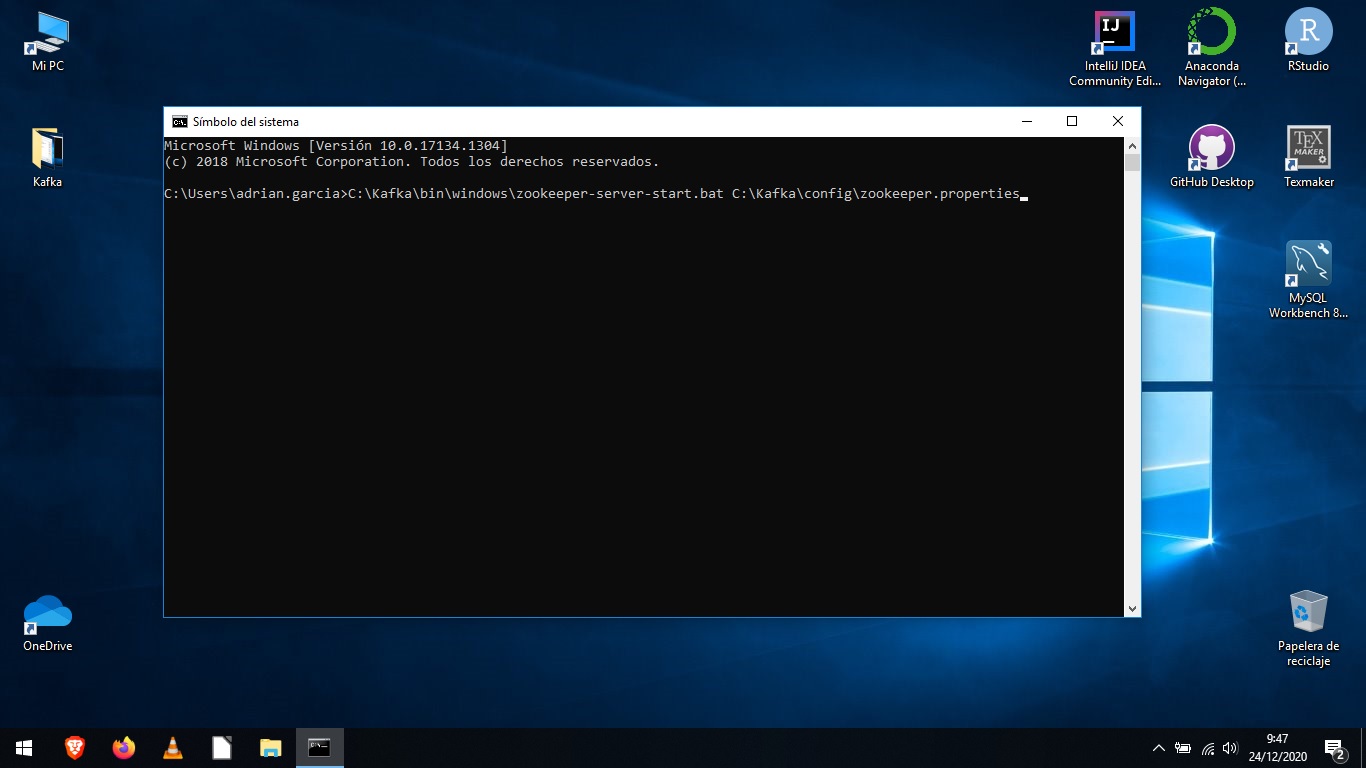 Mi PC
IntelliJ IDEA
Community Edi...
Anaconda
Navigator (...
R
RStudio
IJ
Kafka
Símbolo del sistema
Microsoft Windows [Versión 10.0.17134.1304]
(c) 2018 Microsoft Corporation. Todos los derechos reservados.
C:\Users\adrian.garcia>C:\Kafka\bin\windows\zookeeper-server-start.bat C:\Kafka\config\zookeeper.properties
GitHub Desktop
TEX
MAKER
Texmaker
MySQL
Workbench 8...
OneDrive
Papelera de
reciclaje
9:47
24/12/2020
2